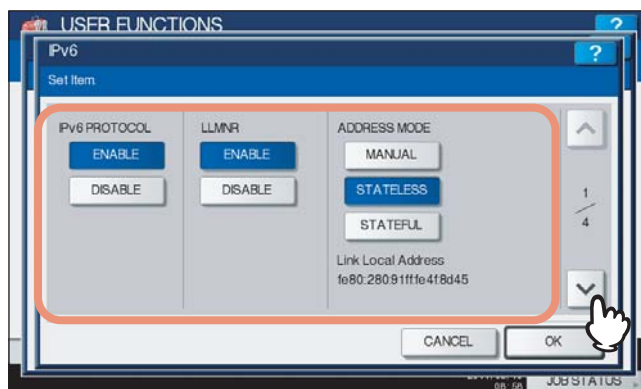 USER FUNCTIONS
?
IPv6
?
Set Item.
IPv6 PROTOCOL
LLMNR
ADDRESS MODE
ENABLE
ENABLE
MANUAL
DISABLE
DISABLE
STATELESS
STATEFUL
1
4
Link Local Address
fe80:280:91ff:fe4f:8d45
CANCEL
OK
JOB STATUS